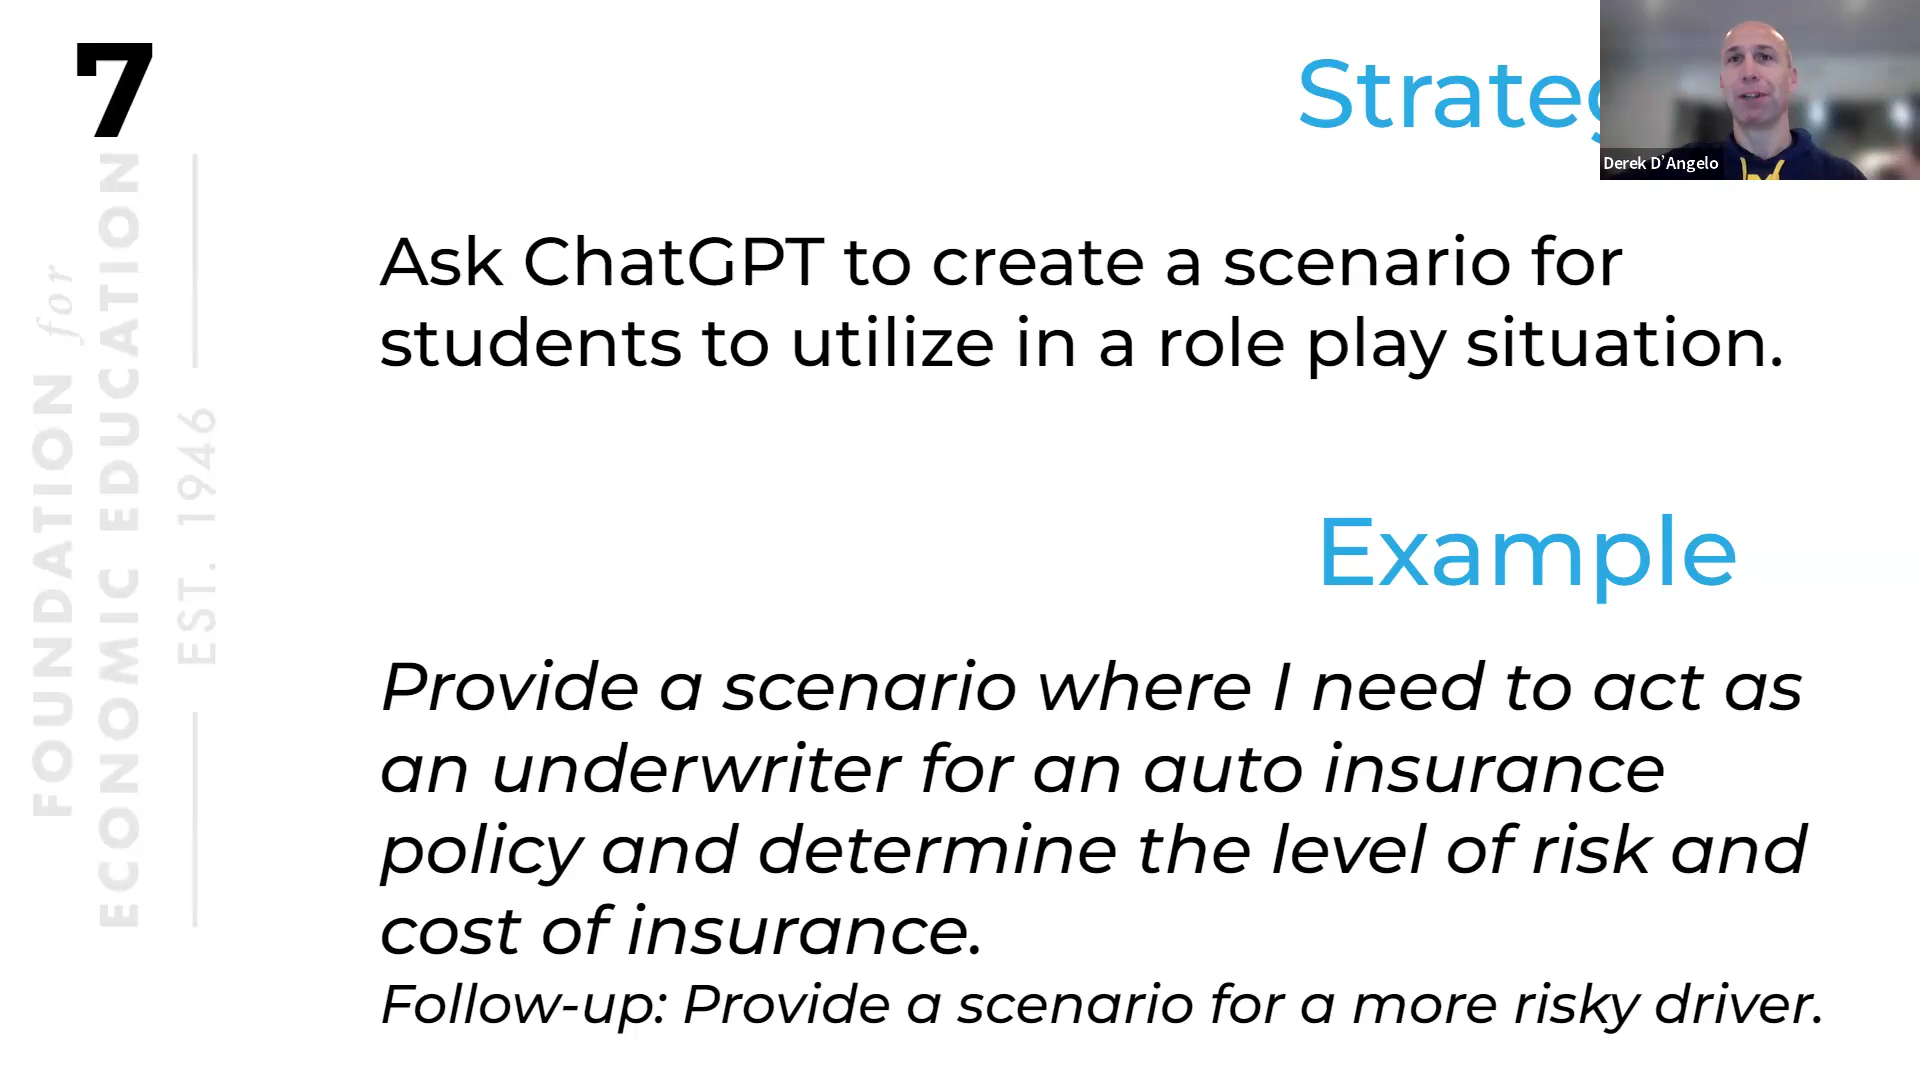 7
Derek D'Angelo
FOUNDATION for
ECONOMIC EDUCATION
EST. 1946
Ask ChatGPT to create a scenario for
students to utilize in a role play situation.
Example
Provide a scenario where I need to act as
an underwriter for an auto insurance
policy and determine the level of risk and
cost of insurance.
Follow-up: Provide a scenario for a more risky driver.